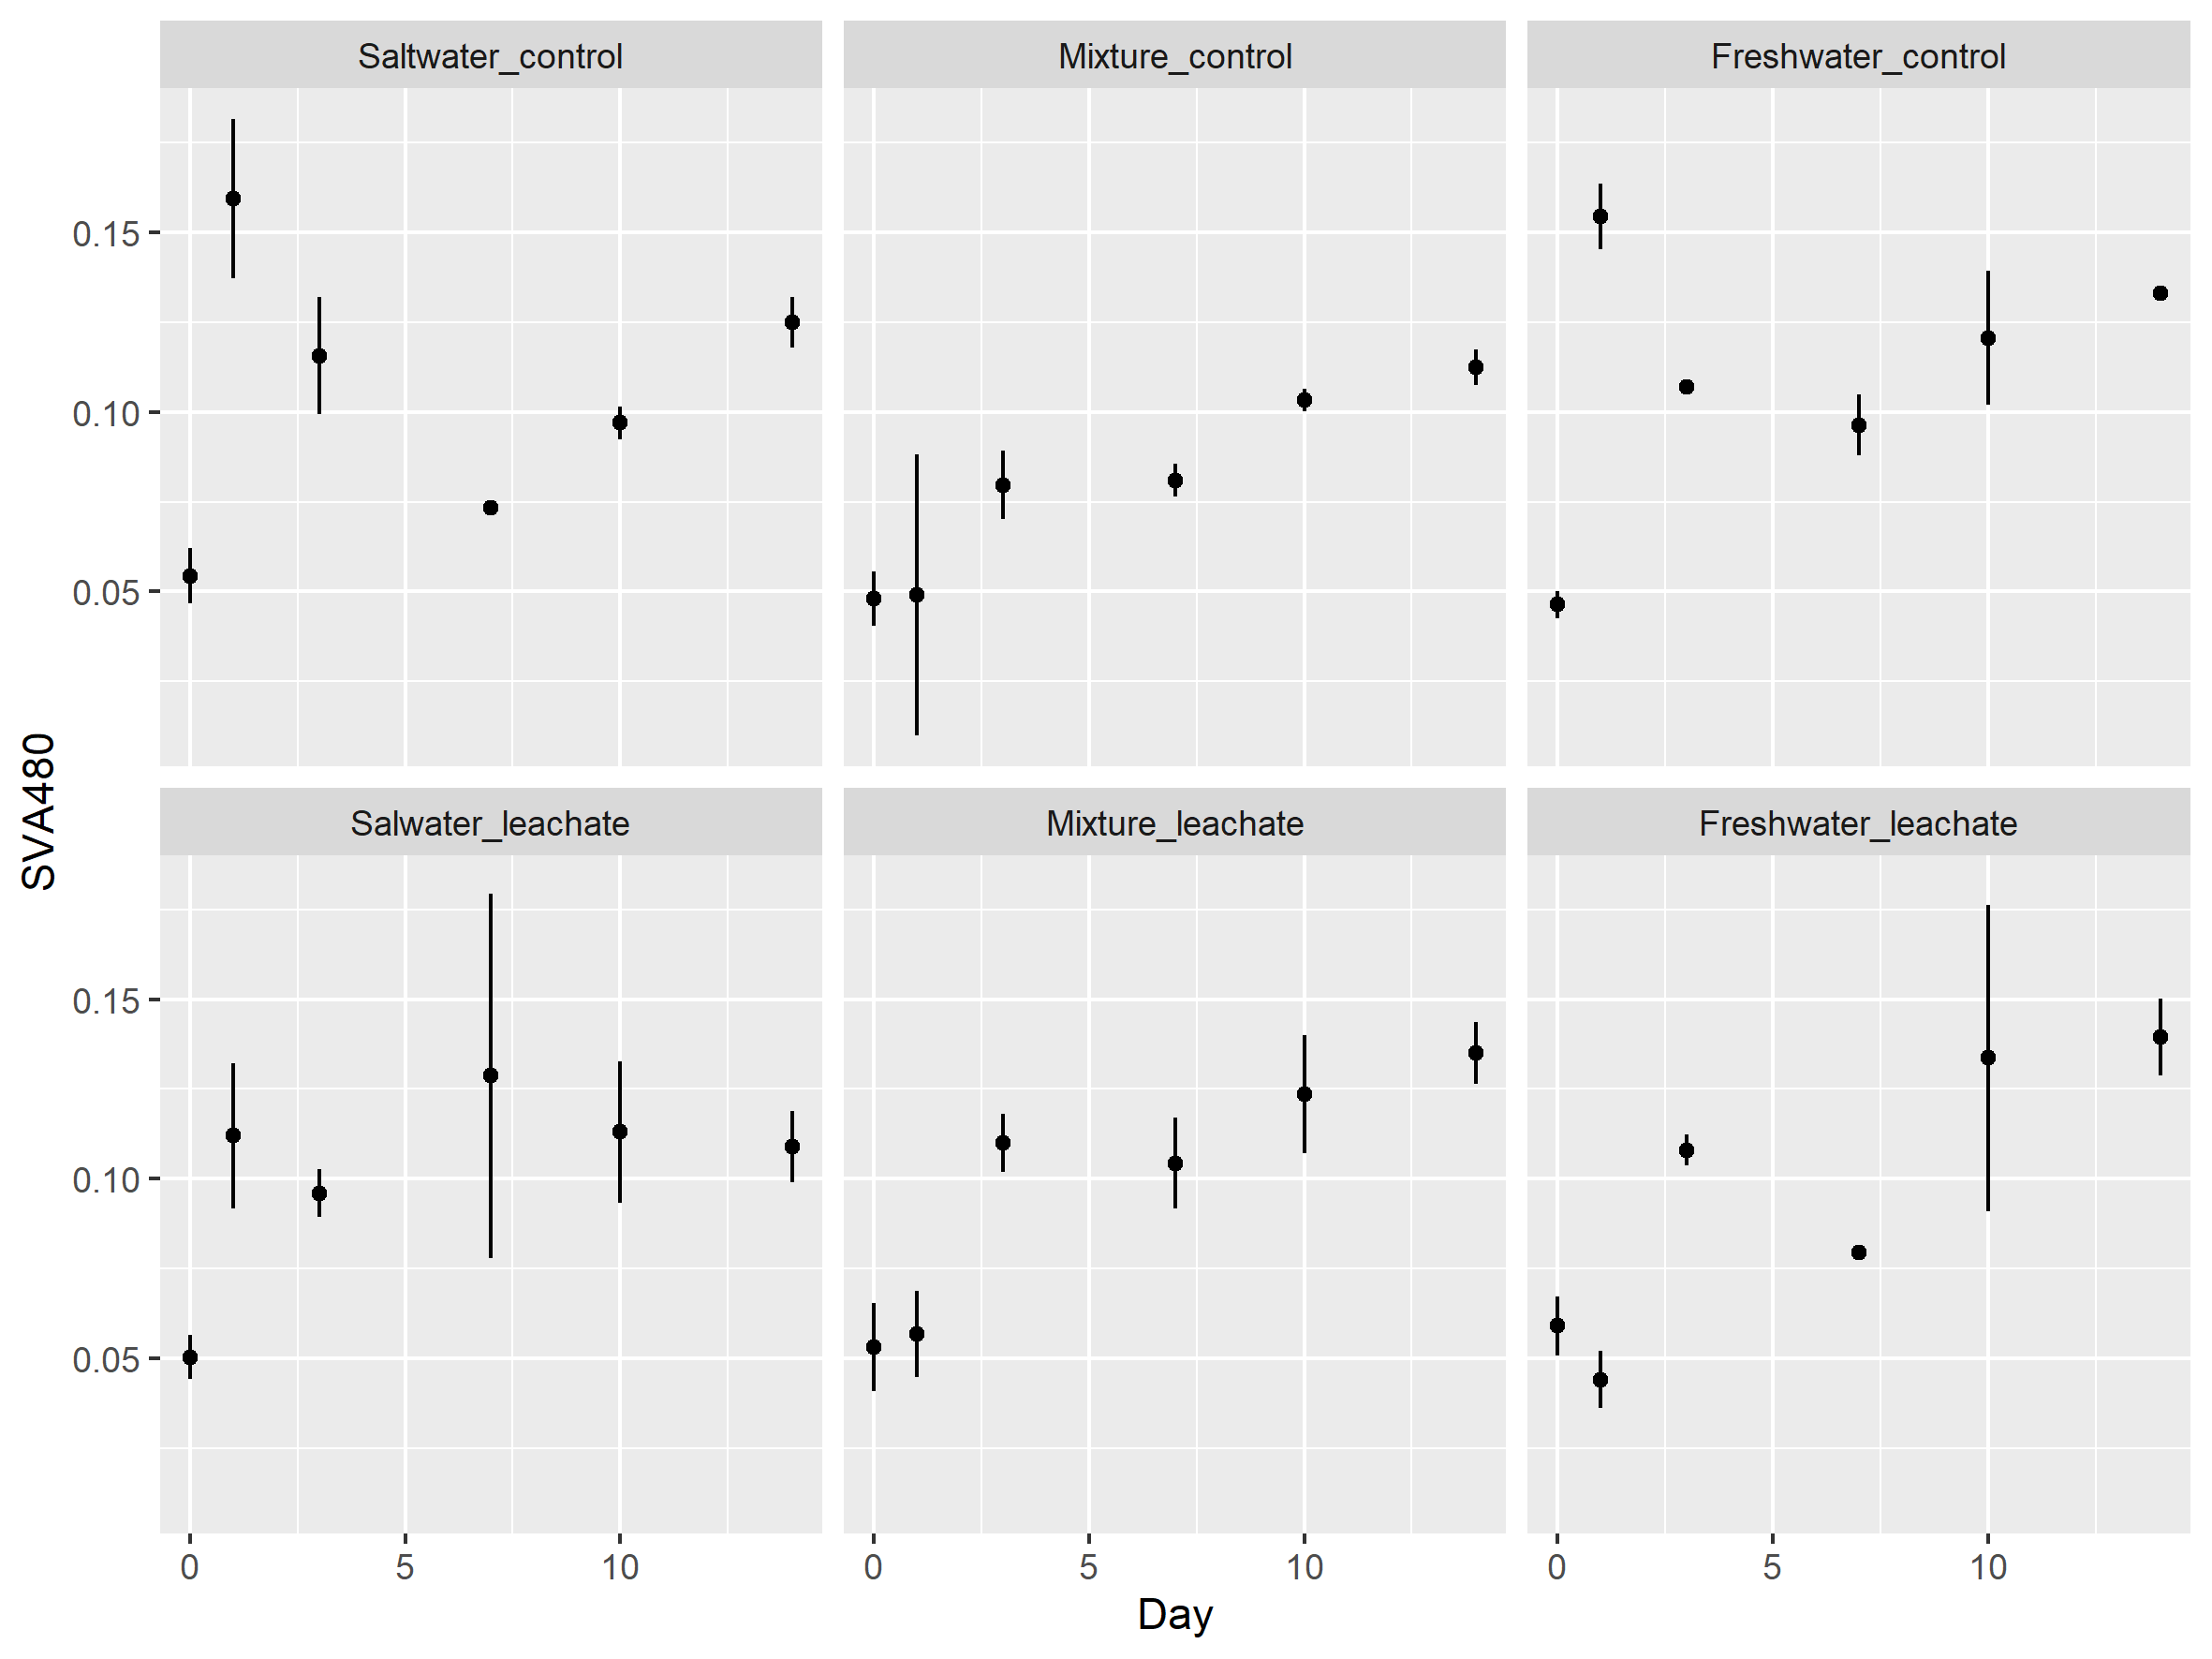 Saltwater_control Mixture_control Freshwater_control
0.15
0.10
0.05
SVA480
Salwater_leachate Mixture_leachate Freshwater_leachate
0.15
0.10
0.05
0 5 10 0 5 10 0 5 10
Day